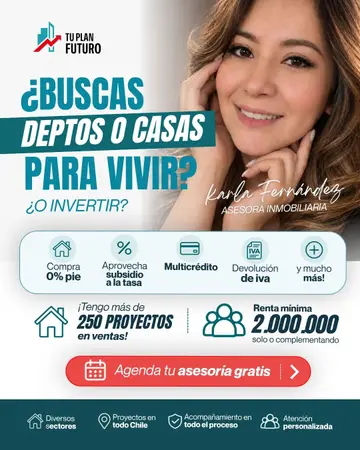 TU PLAN
FUTURO
¿BUSCAS
DEPTOS O CASAS
PARA VIVIR?
¿O INVERTIR?
Karla Fernández
ASESORA INMOBILIARIA
Compra
0% pie
Aprovecha
subsidio
a la tasa
Multicrédito
IVA
Devolución
de iva
y mucho
más!
¡Tengo más de
250 PROYECTOS
en ventas!
Renta mínima
2.000.000
solo o complementando
Agenda tu asesoría gratis
Diversos
sectores
Proyectos en
todo Chile
Acompañamiento en
todo el proceso
Atención
personalizada